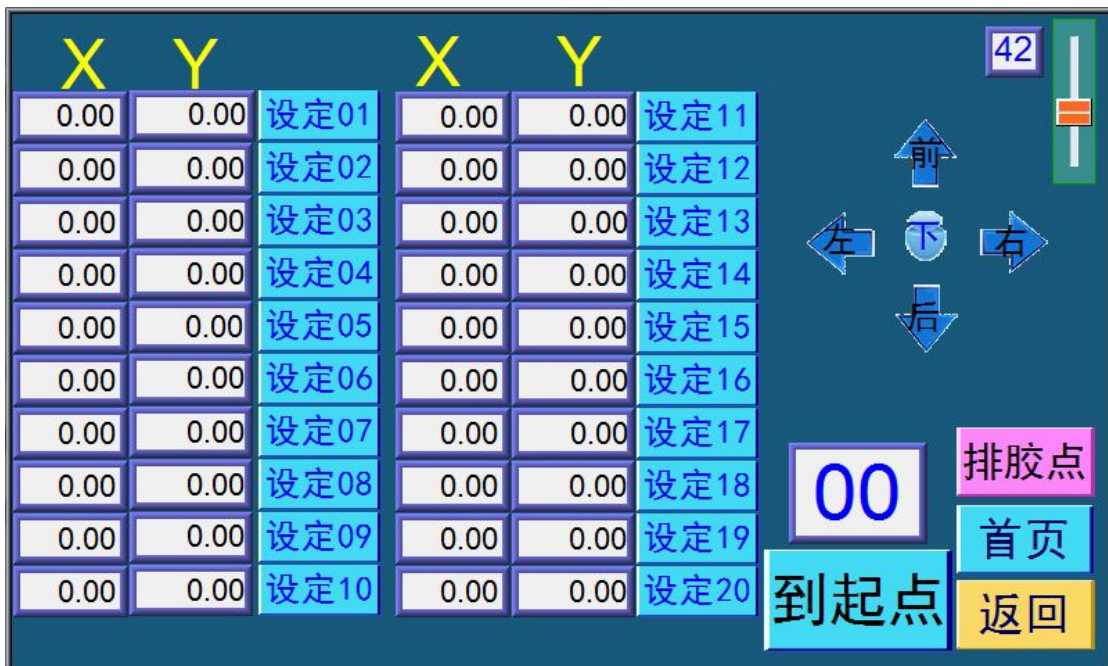 X Y X Y 42
0.00 0.00 设定01 0.00 0.00 设定11
0.00 0.00 设定02 0.00 0.00 设定12
0.00 0.00 设定03 0.00 0.00 设定13
0.00 0.00 设定04 0.00 0.00 设定14
0.00 0.00 设定05 0.00 0.00 设定15
0.00 0.00 设定06 0.00 0.00 设定16
0.00 0.00 设定07 0.00 0.00 设定17
0.00 0.00 设定08 0.00 0.00 设定18
0.00 0.00 设定09 0.00 0.00 设定19
0.00 0.00 设定10 0.00 0.00 设定20
前
左 下 右
后
排胶点
00
首页
到起点
返回